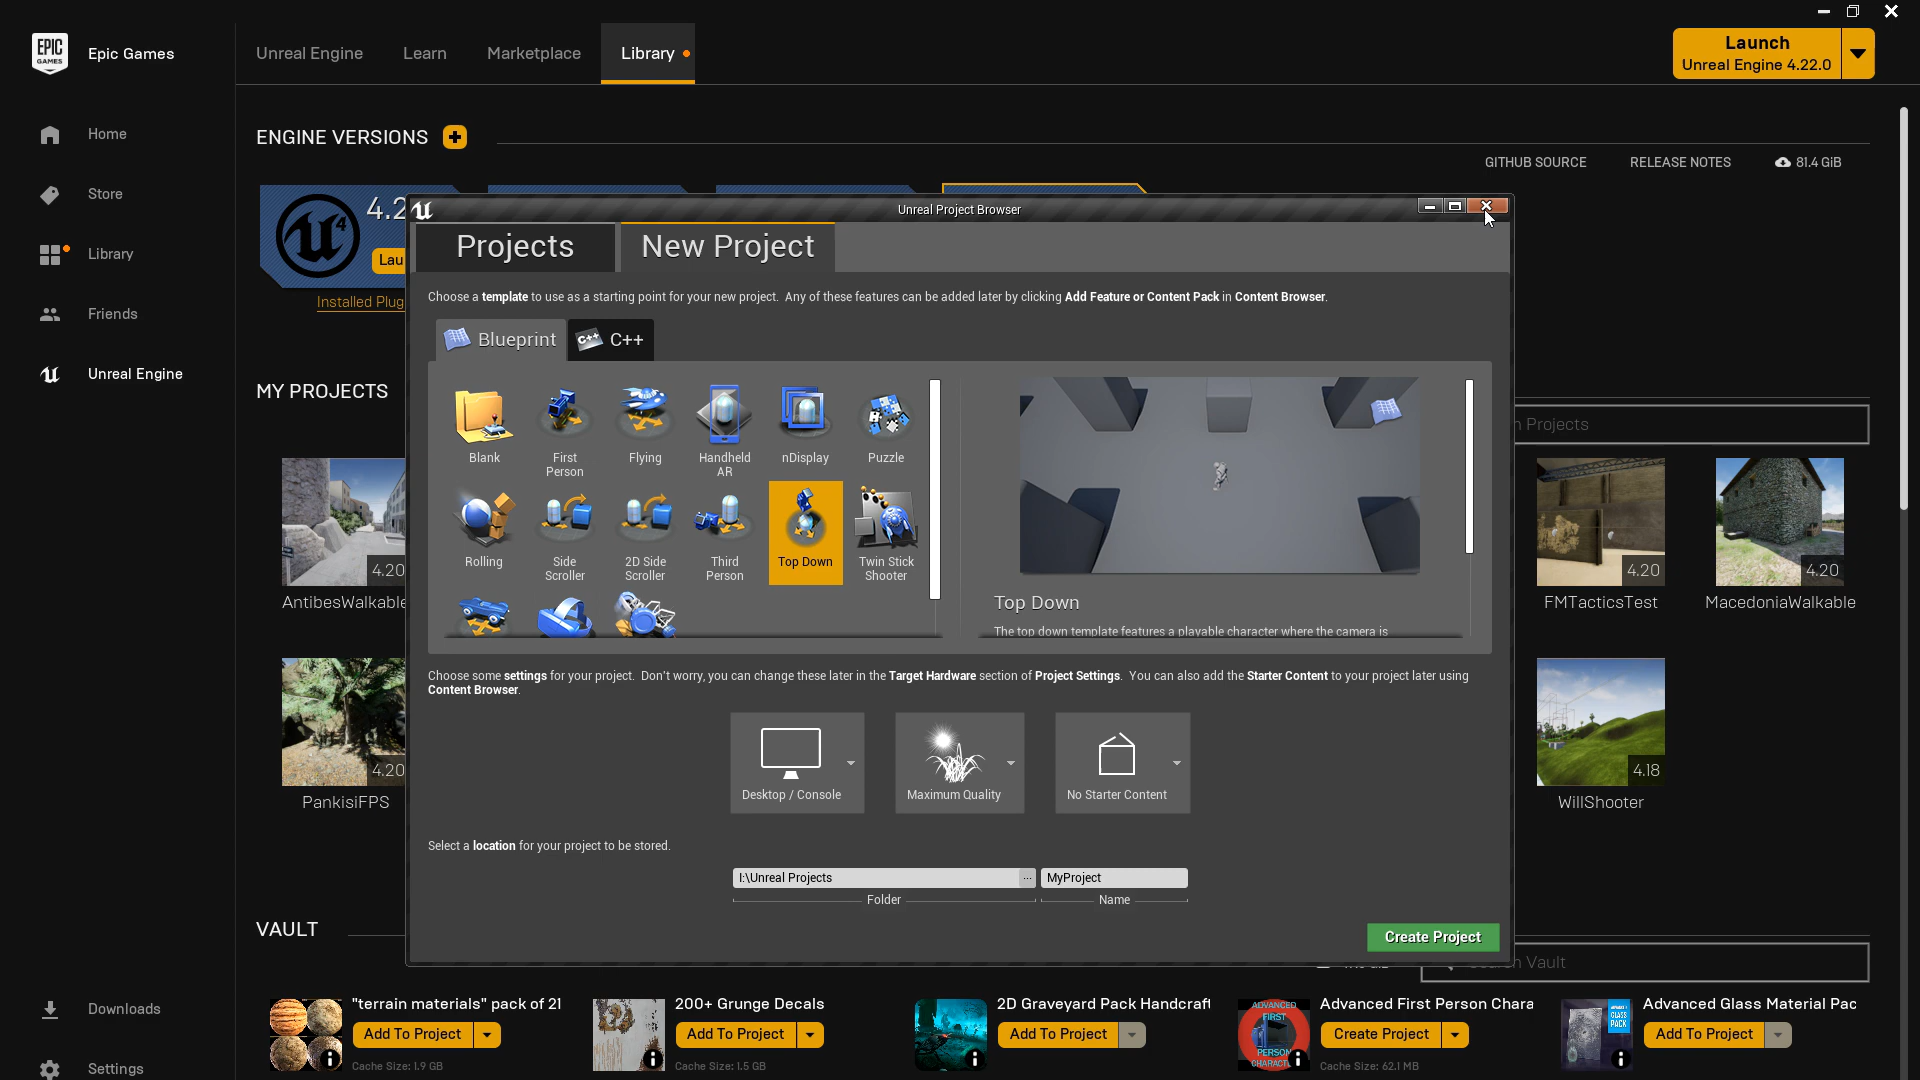 EPIC
GAMES
Epic Games
Unreal Engine
Learn
Marketplace
Library
Launch
Unreal Engine 4.22.0
Home
Store
Library
Friends
Unreal Engine
Downloads
Settings
ENGINE VERSIONS
GITHUB SOURCE
RELEASE NOTES
81.4 GiB
4.2
Lau
Installed Plug
MY PROJECTS
Unreal Project Browser
Projects
New Project
Choose a template to use as a starting point for your new project. Any of these features can be added later by clicking Add Feature or Content Pack in Content Browser.
Blueprint
C++
C++
Blank
First
Person
Flying
Handheld
AR
nDisplay
Puzzle
Rolling
Side
Scroller
2D Side
Scroller
Third
Person
Top Down
Twin Stick
Shooter
Top Down
The top down template features a playable character where the camera is
Choose some settings for your project. Don't worry, you can change these later in the Target Hardware section of Project Settings. You can also add the Starter Content to your project later using
Content Browser.
Desktop / Console
Maximum Quality
No Starter Content
Select a location for your project to be stored.
I:\Unreal Projects
...
MyProject
Folder
Name
Create Project
n Projects
4.20
AntibesWalkable
4.20
FMTacticsTest
4.20
MacedoniaWalkable
4.20
PankisiFPS
4.18
WillShooter
VAULT
Vault
"terrain materials" pack of 21
Add To Project
Cache Size: 1.9 GB
200+ Grunge Decals
Add To Project
Cache Size: 1.5 GB
2D Graveyard Pack Handcraft
Add To Project
ADVANCED
FIRST
PERSON
CHARACT
Advanced First Person Chara
Create Project
Cache Size: 62.1 MB
ADVANCED
GLASS
PACK
Advanced Glass Material Pac
Add To Project